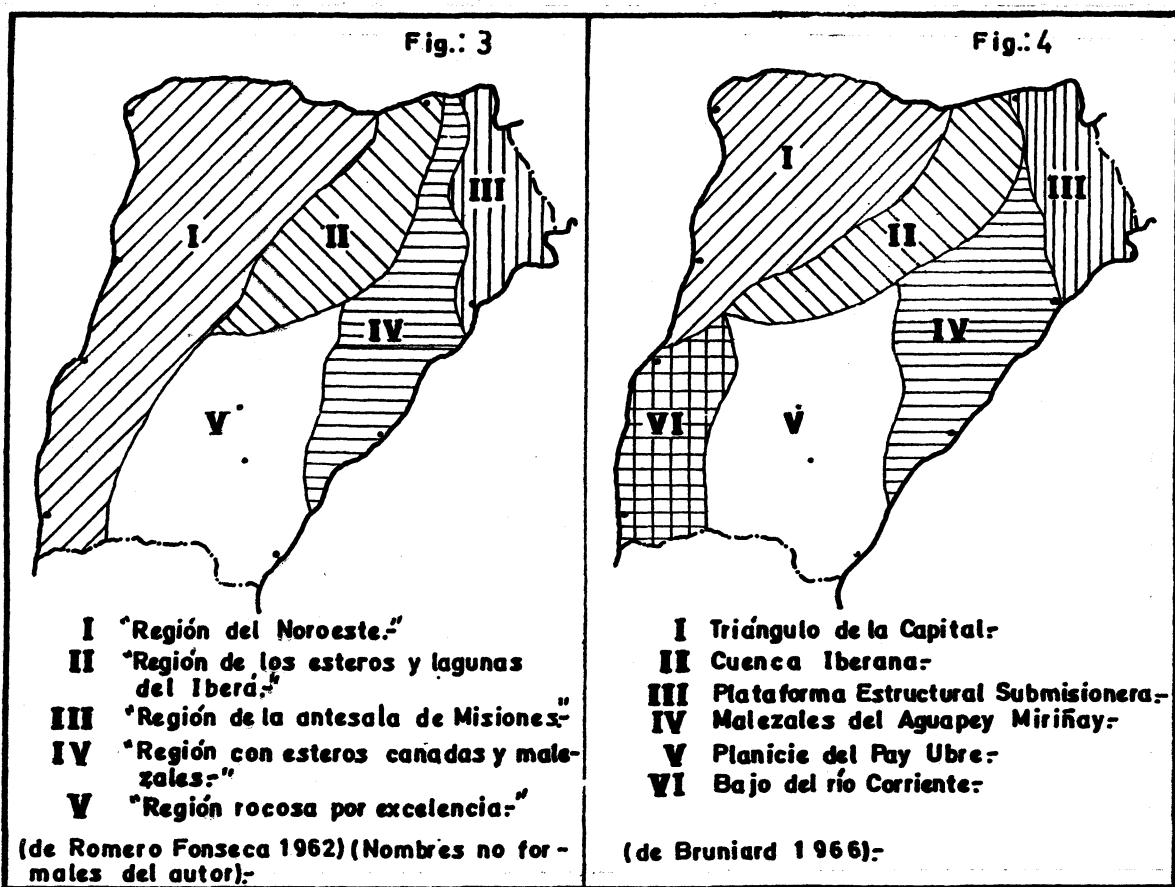 Fig.: 3
I
II
III
IV
V
I "Región del Noroeste.-"
II "Región de los esteros y lagunas
del Iberá.-"
III "Región de la antesala de Misiones.-"
IV "Región con esteros cañadas y male-
zales.-"
V "Región rocosa por excelencia.-"
(de Romero Fonseca 1962) (Nombres no for-
males del autor).-
Fig.: 4
I
II
III
IV
VI
V
I Triángulo de la Capital.-
II Cuenca Iberana.-
III Plataforma Estructural Submisionera.-
IV Malezales del Aguapey Miriñay.-
V Planicie del Pay Ubre.-
VI Bajo del río Corriente.-
(de Bruniard 1966).-